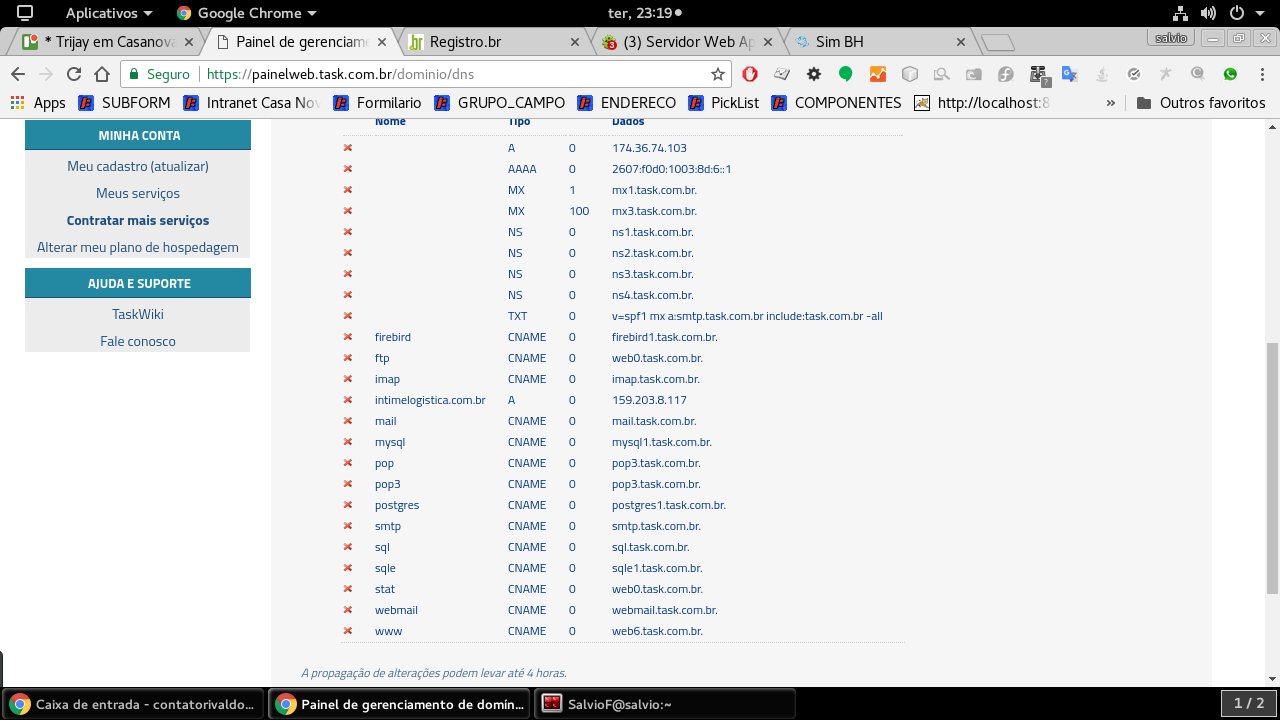 Aplicativos Google Chrome ter, 23:19
* Trijay em Casanova Painel de gerenciame Registro.br (3) Servidor Web Ap Sim BH salvio
Seguro https://painelweb.task.com.br/dominio/dns
Apps SUBFORM Intranet Casa Nov Formilario GRUPO_CAMPO ENDERECO PickList COMPONENTES http://localhost:8 » Outros favoritos
MINHA CONTA
Meu cadastro (atualizar)
Meus serviços
Contratar mais serviços
Alterar meu plano de hospedagem
AJUDA E SUPORTE
TaskWiki
Fale conosco
Nome Tipo Dados
A 0 174.36.74.103
AAAA 0 2607:f0d0:1003:8d:6::1
MX 1 mx1.task.com.br.
MX 100 mx3.task.com.br.
NS 0 ns1.task.com.br.
NS 0 ns2.task.com.br.
NS 0 ns3.task.com.br.
NS 0 ns4.task.com.br.
TXT 0 v=spf1 mx a:smtp.task.com.br include:task.com.br -all
firebird CNAME 0 firebird1.task.com.br.
ftp CNAME 0 web0.task.com.br.
imap CNAME 0 imap.task.com.br.
intimelogistica.com.br A 0 159.203.8.117
mail CNAME 0 mail.task.com.br.
mysql CNAME 0 mysql1.task.com.br.
pop CNAME 0 pop3.task.com.br.
pop3 CNAME 0 pop3.task.com.br.
postgres CNAME 0 postgres1.task.com.br.
smtp CNAME 0 smtp.task.com.br.
sql CNAME 0 sql.task.com.br.
sqle CNAME 0 sqle1.task.com.br.
stat CNAME 0 web0.task.com.br.
webmail CNAME 0 webmail.task.com.br.
www CNAME 0 web6.task.com.br.
A propagação de alterações podem levar até 4 horas.
Caixa de entrada - contatorivaldo... Painel de gerenciamento de domín... SalvioF@salvio:~ 1 / 2